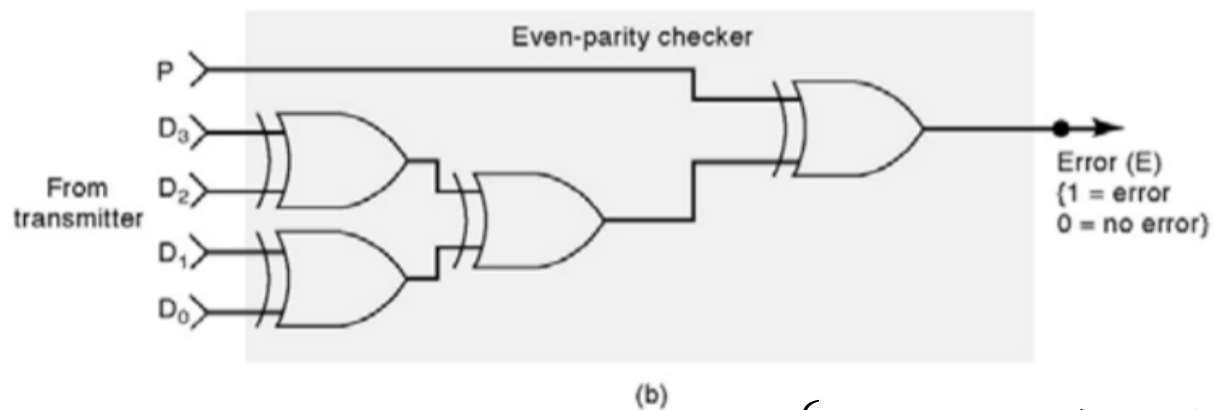 Even-parity checker
P
D₃
D₂
From
transmitter
D₁
D₀
Error (E)
{1 = error
0 = no error}
(b)